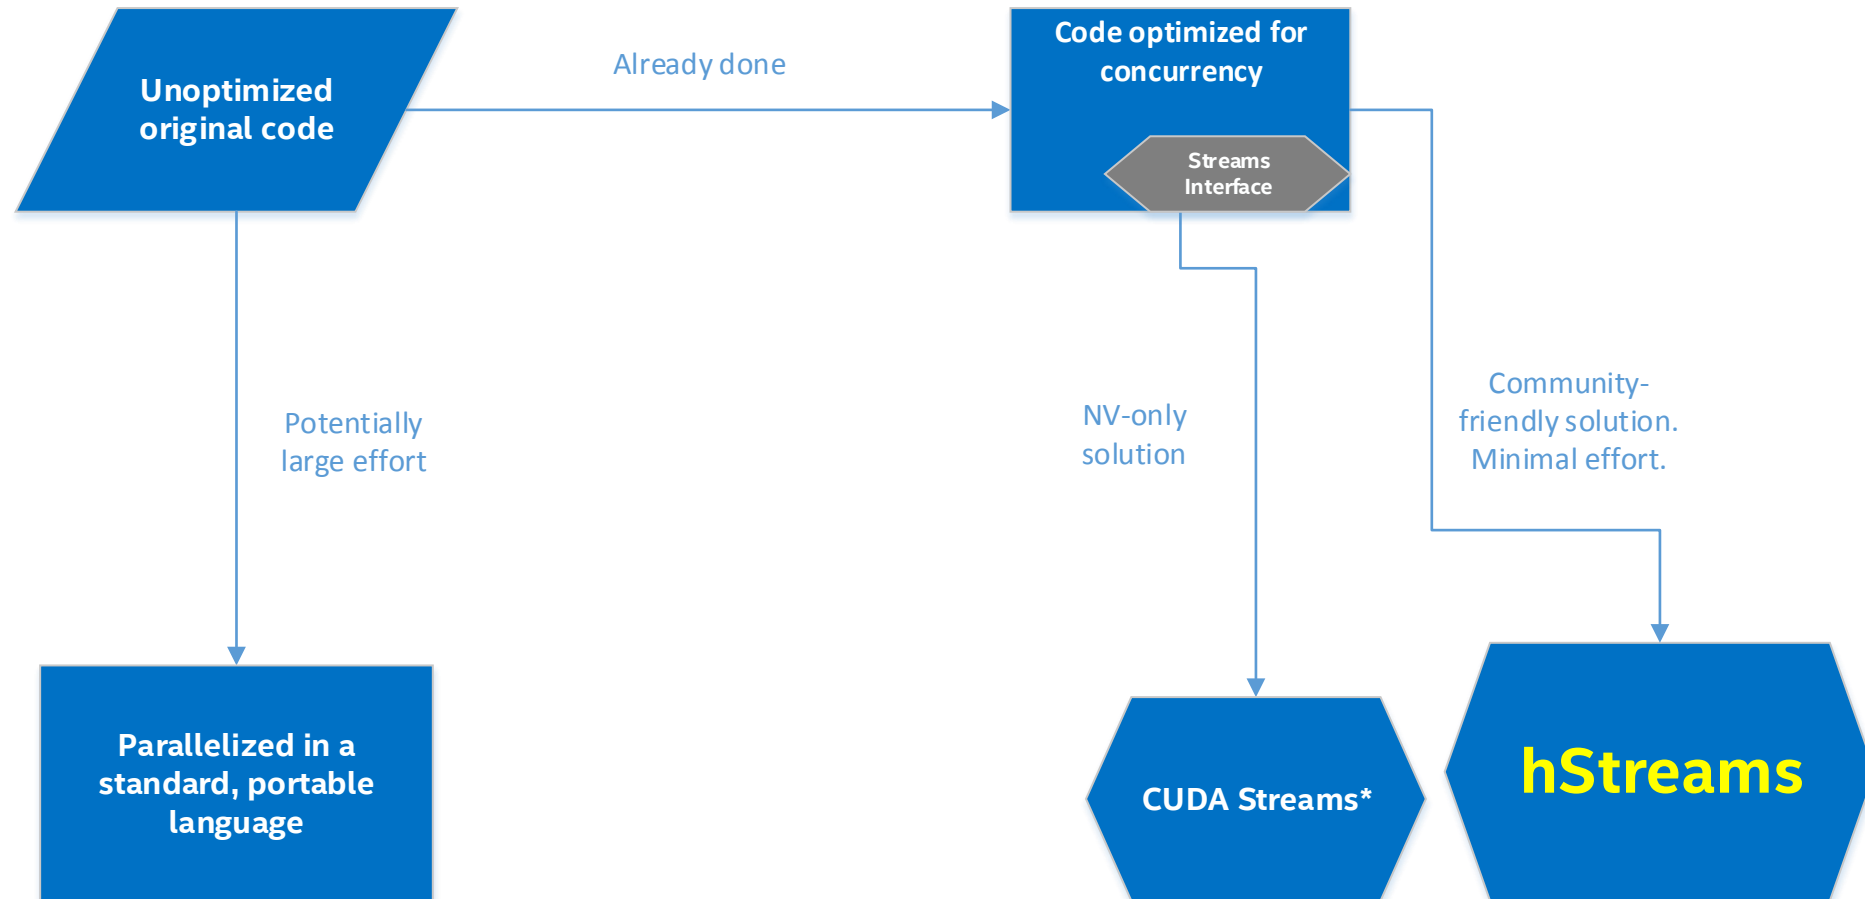 Unoptimized
original code
Already done
Code optimized for
concurrency
Streams
Interface
Potentially
large effort
NV-only
solution
Community-
friendly solution.
Minimal effort.
Parallelized in a
standard, portable
language
CUDA Streams*
hStreams